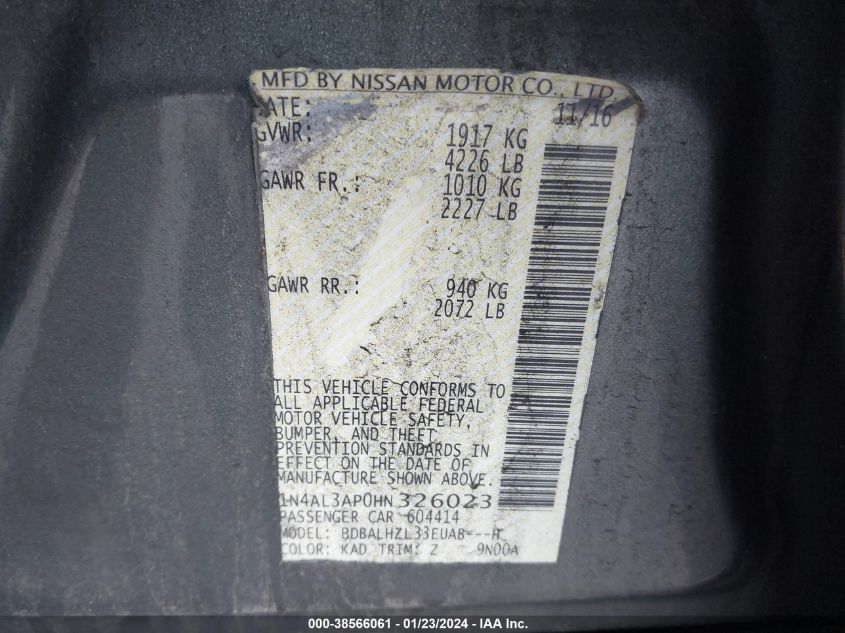 MFD BY NISSAN MOTOR CO., LTD
ATE: 11/16
GVWR: 1917 KG
4226 LB
GAWR FR.: 1010 KG
2227 LB
GAWR RR.: 940 KG
2072 LB
THIS VEHICLE CONFORMS TO
ALL APPLICABLE FEDERAL
MOTOR VEHICLE SAFETY,
BUMPER, AND THEFT
PREVENTION STANDARDS IN
EFFECT ON THE DATE OF
MANUFACTURE SHOWN ABOVE.
1N4AL3AP0HN326023
PASSENGER CAR 604414
MODEL: BDBALHZL33EUAB---H
COLOR: KAD TRIM: Z 9N00A
000-38566061 - 01/23/2024 - IAA Inc.